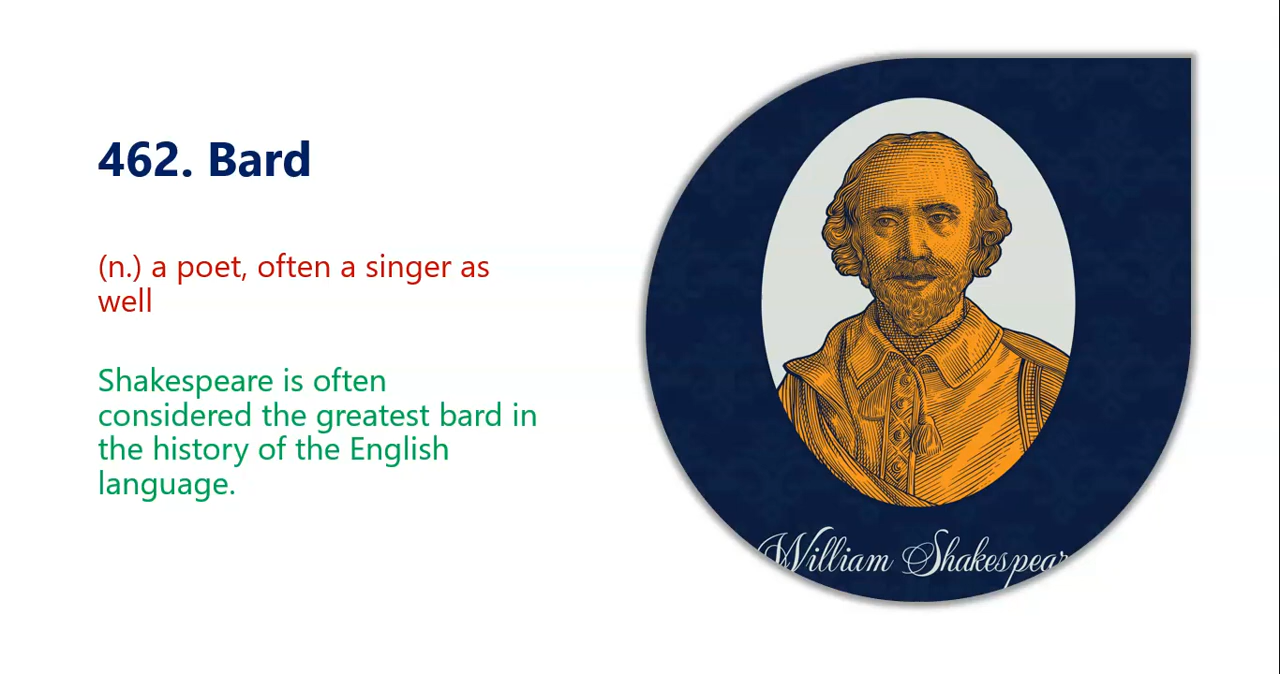 462. Bard
(n.) a poet, often a singer as
well
Shakespeare is often
considered the greatest bard in
the history of the English
language.
William Shakespear